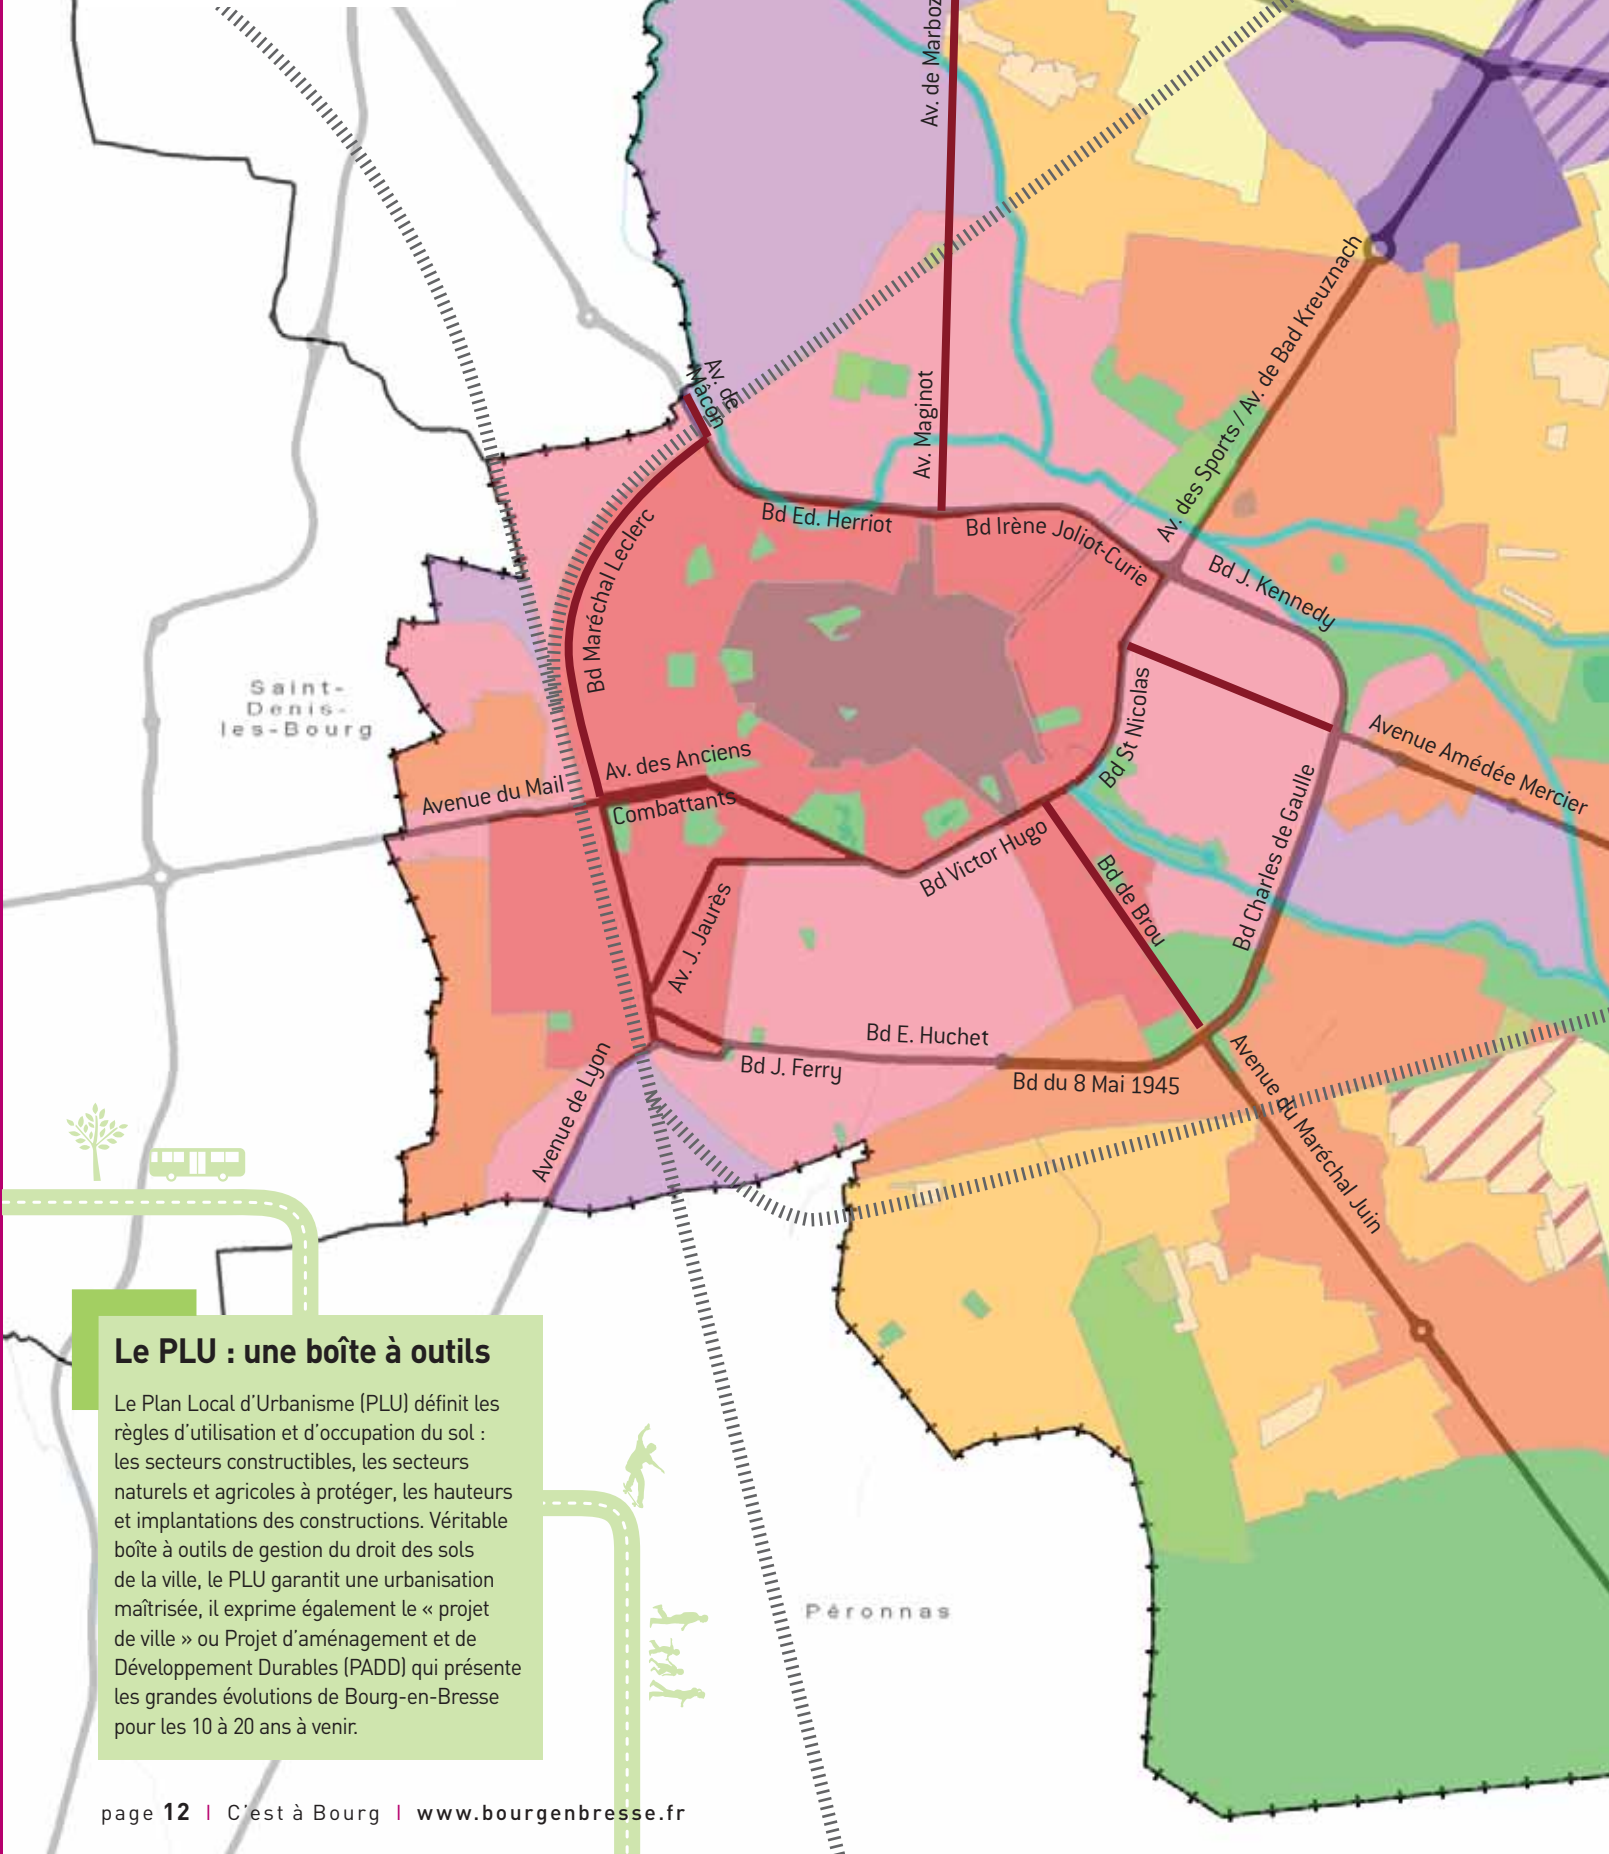 Av. de Marboz
Av. de
Mâcon
Av. Maginot
Av. des Sports / Av. de Bad Kreuznach
Bd Ed. Herriot
Bd Irène Joliot-Curie
Bd J. Kennedy
Bd Maréchal Leclerc
Saint-
Denis-
les-Bourg
Bd St Nicolas
Avenue Amédée Mercier
Av. des Anciens
Combattants
Avenue du Mail
Bd Victor Hugo
Bd de Brou
Bd Charles de Gaulle
Av. J. Jaurès
Bd E. Huchet
Bd J. Ferry
Bd du 8 Mai 1945
Avenue de Lyon
Avenue du Maréchal Juin
Péronnas
Le PLU : une boîte à outils
Le Plan Local d'Urbanisme (PLU) définit les
règles d'utilisation et d'occupation du sol :
les secteurs constructibles, les secteurs
naturels et agricoles à protéger, les hauteurs
et implantations des constructions. Véritable
boîte à outils de gestion du droit des sols
de la ville, le PLU garantit une urbanisation
maîtrisée, il exprime également le « projet
de ville » ou Projet d'aménagement et de
Développement Durables (PADD) qui présente
les grandes évolutions de Bourg-en-Bresse
pour les 10 à 20 ans à venir.
page 12 | C'est à Bourg | www.bourgenbresse.fr